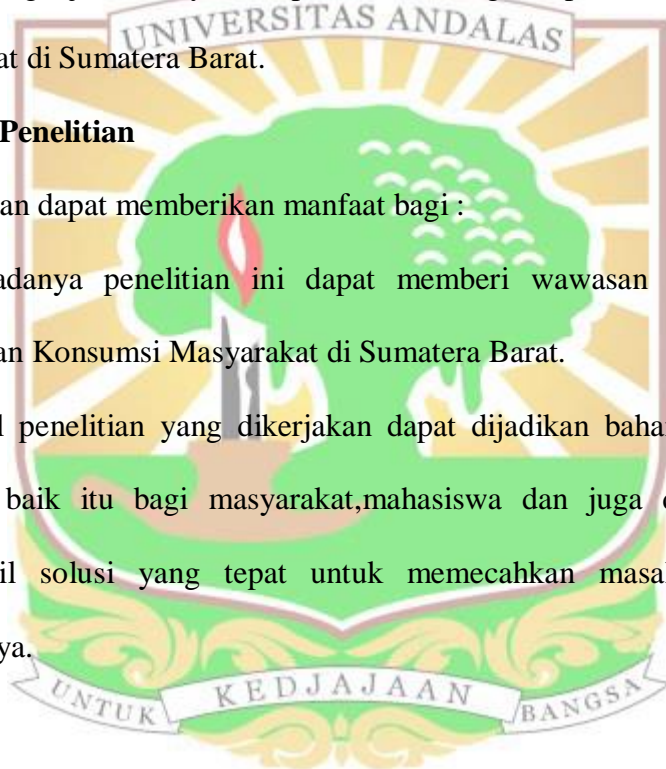 UNIVERSITAS ANDALAS
at di Sumatera Barat.
Penelitian
an dapat memberikan manfaat bagi :
adanya penelitian ini dapat memberi wawasan
an Konsumsi Masyarakat di Sumatera Barat.
l penelitian yang dikerjakan dapat dijadikan baha
baik itu bagi masyarakat,mahasiswa dan juga
il solusi yang tepat untuk memecahkan masal
ya.
UNTUK KEDJAJAAN BANGSA